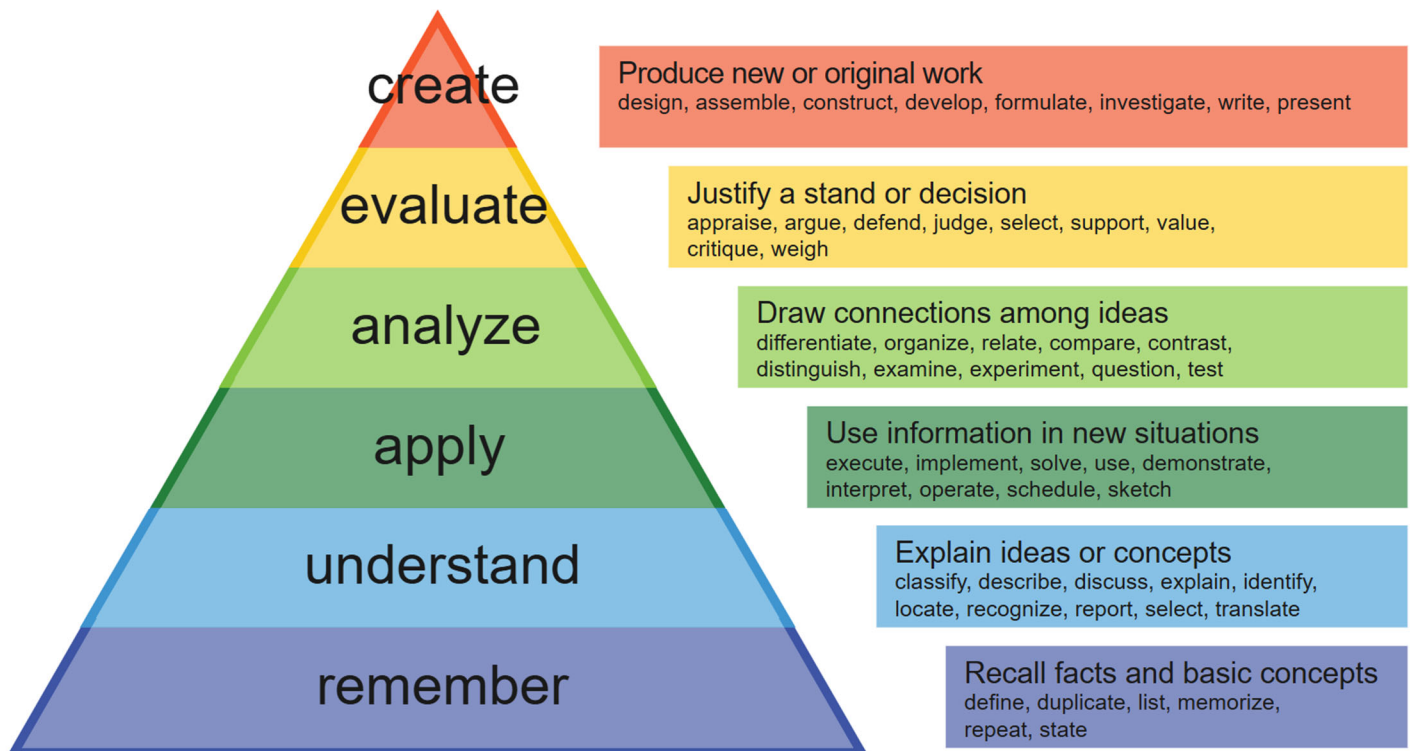 create
Produce new or original work
design, assemble, construct, develop, formulate, investigate, write, present
evaluate
Justify a stand or decision
appraise, argue, defend, judge, select, support, value,
critique, weigh
analyze
Draw connections among ideas
differentiate, organize, relate, compare, contrast,
distinguish, examine, experiment, question, test
apply
Use information in new situations
execute, implement, solve, use, demonstrate,
interpret, operate, schedule, sketch
understand
Explain ideas or concepts
classify, describe, discuss, explain, identify,
locate, recognize, report, select, translate
remember
Recall facts and basic concepts
define, duplicate, list, memorize,
repeat, state